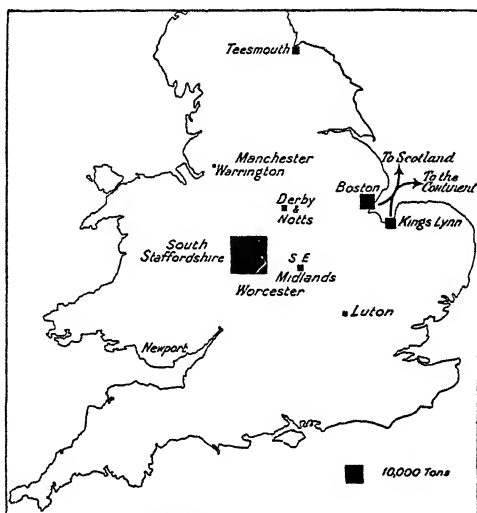 Teesmouth
To Scotland
Manchester
Warrington
To the
Continent
Boston
Derby
&
Notts
Kings Lynn
South
Staffordshire
S E
Midlands
Worcester
Luton
Newport
10,000 Tons